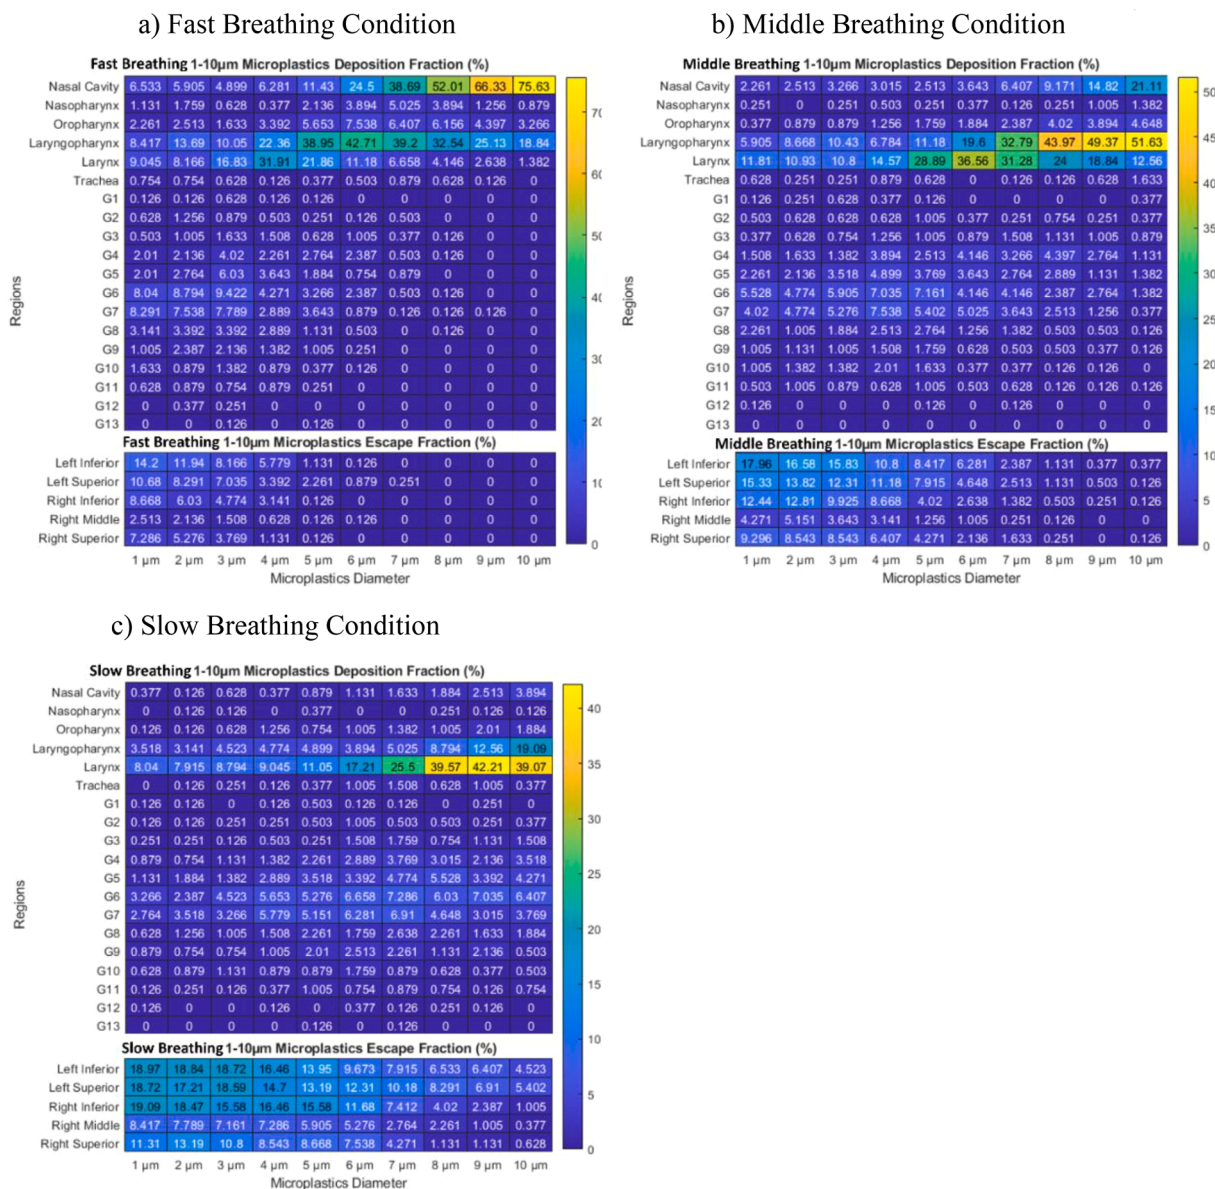 a) Fast Breathing Condition
Fast Breathing 1-10µm Microplastics Deposition Fraction (%)
Nasal Cavity 6.533 5.905 4.899 6.281 11.43 24.5 38.69 52.01 66.33 75.63
Nasopharynx 1.131 1.759 0.628 0.377 2.136 3.894 5.025 3.894 1.256 0.879
Oropharynx 2.261 2.513 1.633 3.392 5.653 7.538 6.407 6.156 4.397 3.266
Laryngopharynx 8.417 13.69 10.05 22.36 38.95 42.71 39.2 32.54 25.13 18.84
Larynx 9.045 8.166 16.83 31.91 21.86 11.18 6.658 4.146 2.638 1.382
Trachea 0.754 0.754 0.628 0.126 0.377 0.503 0.879 0.628 0.126 0
G1 0.126 0.126 0.628 0.126 0.126 0 0 0 0 0
G2 0.628 1.256 0.879 0.503 0.251 0.126 0.503 0 0 0
G3 0.503 1.005 1.633 1.508 0.628 1.005 0.377 0.126 0 0
G4 2.01 2.136 4.02 2.261 2.764 2.387 0.503 0.126 0 0
G5 2.01 2.764 6.03 3.643 1.884 0.754 0.879 0 0 0
G6 8.04 8.794 9.422 4.271 3.266 2.387 0.503 0.126 0 0
G7 8.291 7.538 7.789 2.889 3.643 0.879 0.126 0.126 0.126 0
G8 3.141 3.392 3.392 2.889 1.131 0.503 0 0.126 0 0
G9 1.005 2.387 2.136 1.382 1.005 0.251 0 0 0 0
G10 1.633 0.879 1.382 0.879 0.377 0.126 0 0 0 0
G11 0.628 0.879 0.754 0.879 0.251 0 0 0 0 0
G12 0 0.377 0.251 0 0 0 0 0 0 0
G13 0 0 0.126 0 0.126 0 0 0 0 0
Fast Breathing 1-10µm Microplastics Escape Fraction (%)
Left Inferior 14.2 11.94 8.166 5.779 1.131 0.126 0 0 0 0
Left Superior 10.68 8.291 7.035 3.392 2.261 0.879 0.251 0 0 0
Right Inferior 8.668 6.03 4.774 3.141 0.126 0 0 0 0 0
Right Middle 2.513 2.136 1.508 0.628 0.126 0.126 0 0 0 0
Right Superior 7.286 5.276 3.769 1.131 0.126 0 0 0 0 0
1 µm 2 µm 3 µm 4 µm 5 µm 6 µm 7 µm 8 µm 9 µm 10 µm
Microplastics Diameter
Regions
70
60
50
40
30
20
10
0
b) Middle Breathing Condition
Middle Breathing 1-10µm Microplastics Deposition Fraction (%)
Nasal Cavity 2.261 2.513 3.266 3.015 2.513 3.643 6.407 9.171 14.82 21.11
Nasopharynx 0.251 0 0.251 0.503 0.251 0.377 0.126 0.251 1.005 1.382
Oropharynx 0.377 0.879 0.879 1.256 1.759 1.884 2.387 4.02 3.894 4.648
Laryngopharynx 5.905 8.668 10.43 6.784 11.18 19.6 32.79 43.97 49.37 51.63
Larynx 11.81 10.93 10.8 14.57 28.89 36.56 31.28 24 18.84 12.56
Trachea 0.628 0.251 0.251 0.879 0.628 0 0.126 0.126 0.628 1.633
G1 0.126 0.251 0.628 0.377 0.126 0 0 0 0 0.377
G2 0.503 0.628 0.628 0.628 1.005 0.377 0.251 0.754 0.251 0.377
G3 0.377 0.628 0.754 1.256 1.005 0.879 1.508 1.131 1.005 0.879
G4 1.508 1.633 1.382 3.894 2.513 4.146 3.266 4.397 2.764 1.131
G5 2.261 2.136 3.518 4.899 3.769 3.643 2.764 2.889 1.131 1.382
G6 5.528 4.774 5.905 7.035 7.161 4.146 4.146 2.387 2.764 1.382
G7 4.02 4.774 5.276 7.538 5.402 5.025 3.643 2.513 1.256 0.377
G8 2.261 1.005 1.884 2.513 2.764 1.256 1.382 0.503 0.503 0.126
G9 1.005 1.131 1.005 1.508 1.759 0.628 0.503 0.503 0.377 0.126
G10 1.005 1.382 1.382 2.01 1.633 0.377 0.377 0.126 0.126 0
G11 0.503 1.005 0.879 0.628 1.005 0.503 0.628 0.126 0.126 0.126
G12 0.126 0 0 0 0.126 0 0.126 0 0 0
G13 0 0 0 0 0 0 0 0 0 0
Middle Breathing 1-10µm Microplastics Escape Fraction (%)
Left Inferior 17.96 16.58 15.83 10.8 8.417 6.281 2.387 1.131 0.377 0.377
Left Superior 15.33 13.82 12.31 11.18 7.915 4.648 2.513 1.131 0.503 0.126
Right Inferior 12.44 12.81 9.925 8.668 4.02 2.638 1.382 0.503 0.251 0.126
Right Middle 4.271 5.151 3.643 3.141 1.256 1.005 0.251 0.126 0 0
Right Superior 9.296 8.543 8.543 6.407 4.271 2.136 1.633 0.251 0 0.126
1 µm 2 µm 3 µm 4 µm 5 µm 6 µm 7 µm 8 µm 9 µm 10 µm
Microplastics Diameter
Regions
50
45
40
35
30
25
20
15
10
5
0
c) Slow Breathing Condition
Slow Breathing 1-10µm Microplastics Deposition Fraction (%)
Nasal Cavity 0.377 0.126 0.628 0.377 0.879 1.131 1.633 1.884 2.513 3.894
Nasopharynx 0 0.126 0.126 0 0.377 0 0 0.251 0.126 0.126
Oropharynx 0.126 0.126 0.628 1.256 0.754 1.005 1.382 1.005 2.01 1.884
Laryngopharynx 3.518 3.141 4.523 4.774 4.899 3.894 5.025 8.794 12.56 19.09
Larynx 8.04 7.915 8.794 9.045 11.05 17.21 25.5 39.57 42.21 39.07
Trachea 0 0.126 0.251 0.126 0.377 1.005 1.508 0.628 1.005 0.377
G1 0.126 0.126 0 0.126 0.503 0.126 0.126 0 0.251 0
G2 0.126 0.126 0.251 0.251 0.503 1.005 0.503 0.503 0.251 0.377
G3 0.251 0.251 0.126 0.503 0.251 1.508 1.759 0.754 1.131 1.508
G4 0.879 0.754 1.131 1.382 2.261 2.889 3.769 3.015 2.136 3.518
G5 1.131 1.884 1.382 2.889 3.518 3.392 4.774 5.528 3.392 4.271
G6 3.266 2.387 4.523 5.653 5.276 6.658 7.286 6.03 7.035 6.407
G7 2.764 3.518 3.266 5.779 5.151 6.281 6.91 4.648 3.015 3.769
G8 0.628 1.256 1.005 1.508 2.261 1.759 2.638 2.261 1.633 1.884
G9 0.879 0.754 0.754 1.005 2.01 2.513 2.261 1.131 2.136 0.503
G10 0.628 0.879 1.131 0.879 0.879 1.759 0.879 0.628 0.377 0.503
G11 0.126 0.251 0.126 0.377 1.005 0.754 0.879 0.754 0.126 0.754
G12 0.126 0 0 0.126 0 0.377 0.126 0.251 0.126 0
G13 0 0 0 0 0.126 0 0.126 0 0 0
Slow Breathing 1-10µm Microplastics Escape Fraction (%)
Left Inferior 18.97 18.84 18.72 16.46 13.95 9.673 7.915 6.533 6.407 4.523
Left Superior 18.72 17.21 18.59 14.7 13.19 12.31 10.18 8.291 6.91 5.402
Right Inferior 19.09 18.47 15.58 16.46 15.58 11.68 7.412 4.02 2.387 1.005
Right Middle 8.417 7.789 7.161 7.286 5.905 5.276 2.764 2.261 1.005 0.377
Right Superior 11.31 13.19 10.8 8.543 8.668 7.538 4.271 1.131 1.131 0.628
1 µm 2 µm 3 µm 4 µm 5 µm 6 µm 7 µm 8 µm 9 µm 10 µm
Microplastics Diameter
Regions
40
35
30
25
20
15
10
5
0